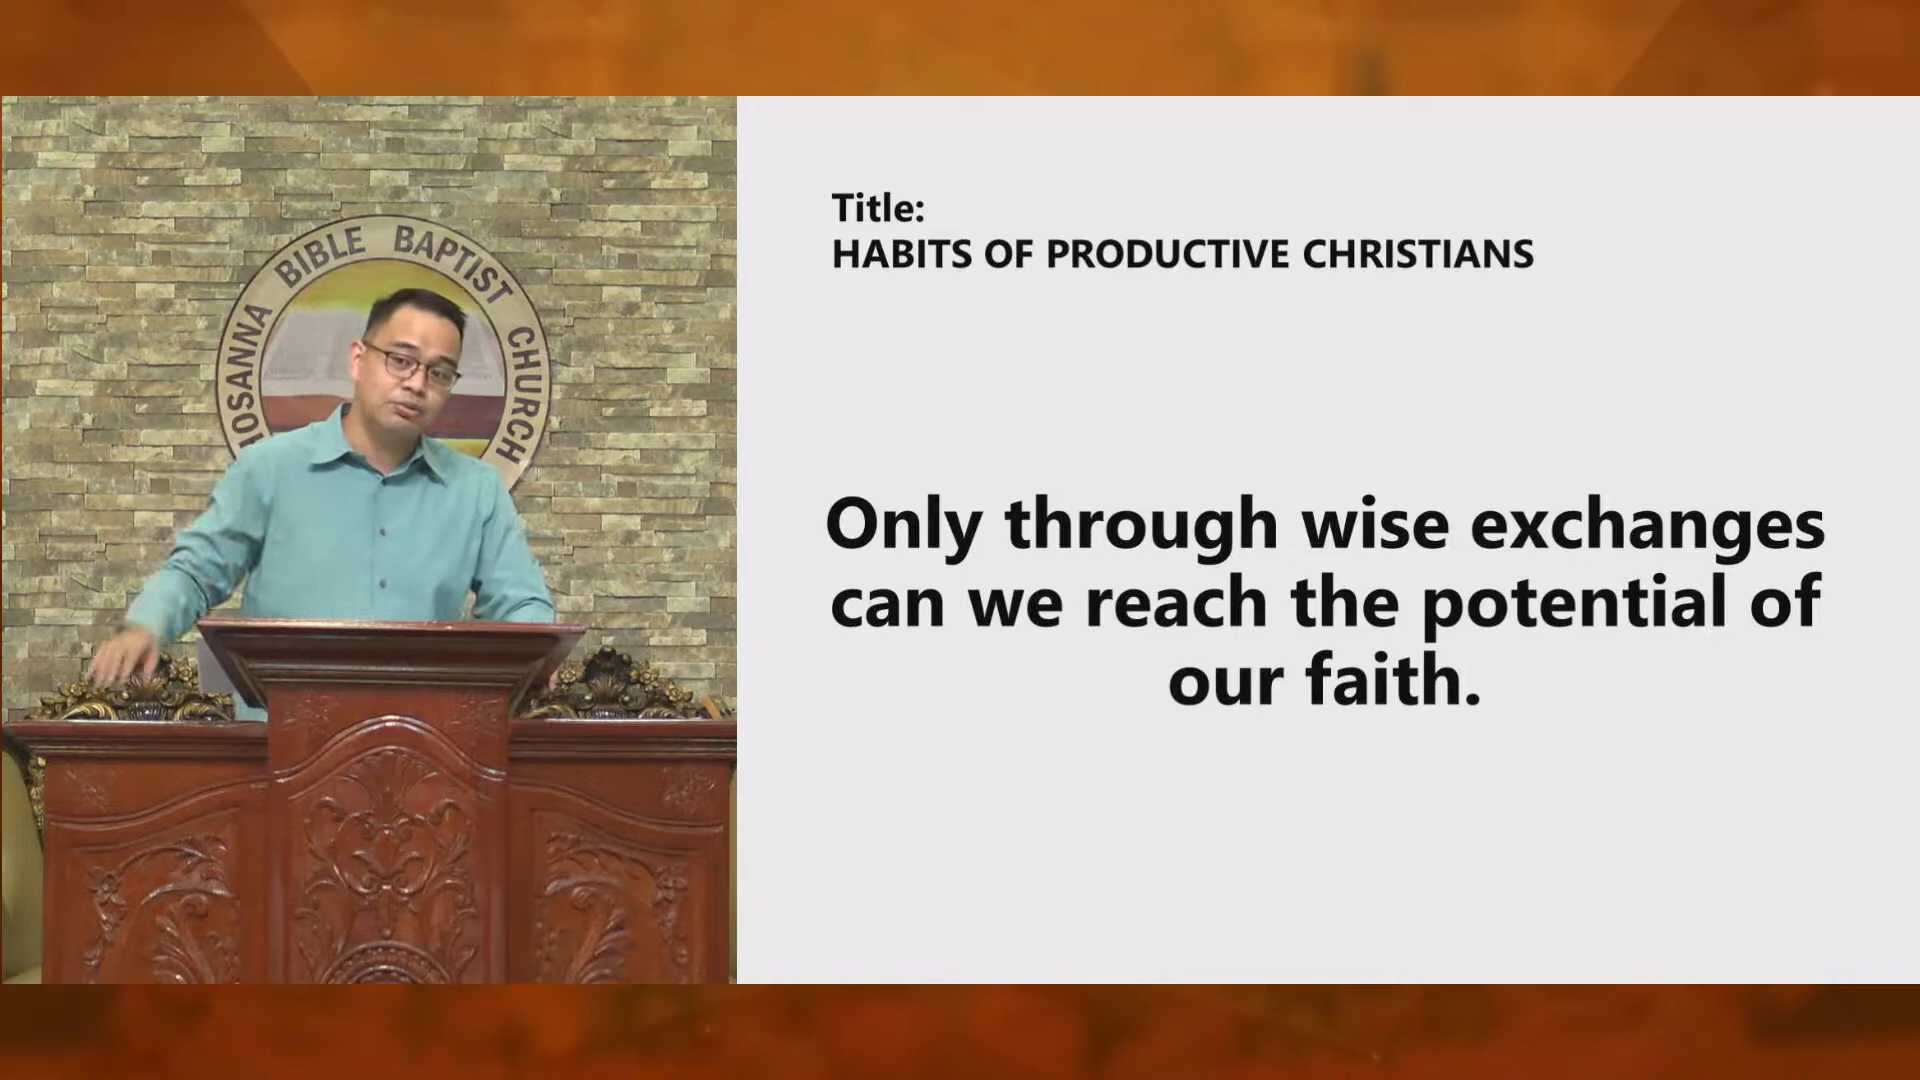 HOSANNA BIBLE BAPTIST CHURCH
Title:
HABITS OF PRODUCTIVE CHRISTIANS
Only through wise exchanges
can we reach the potential of
our faith.